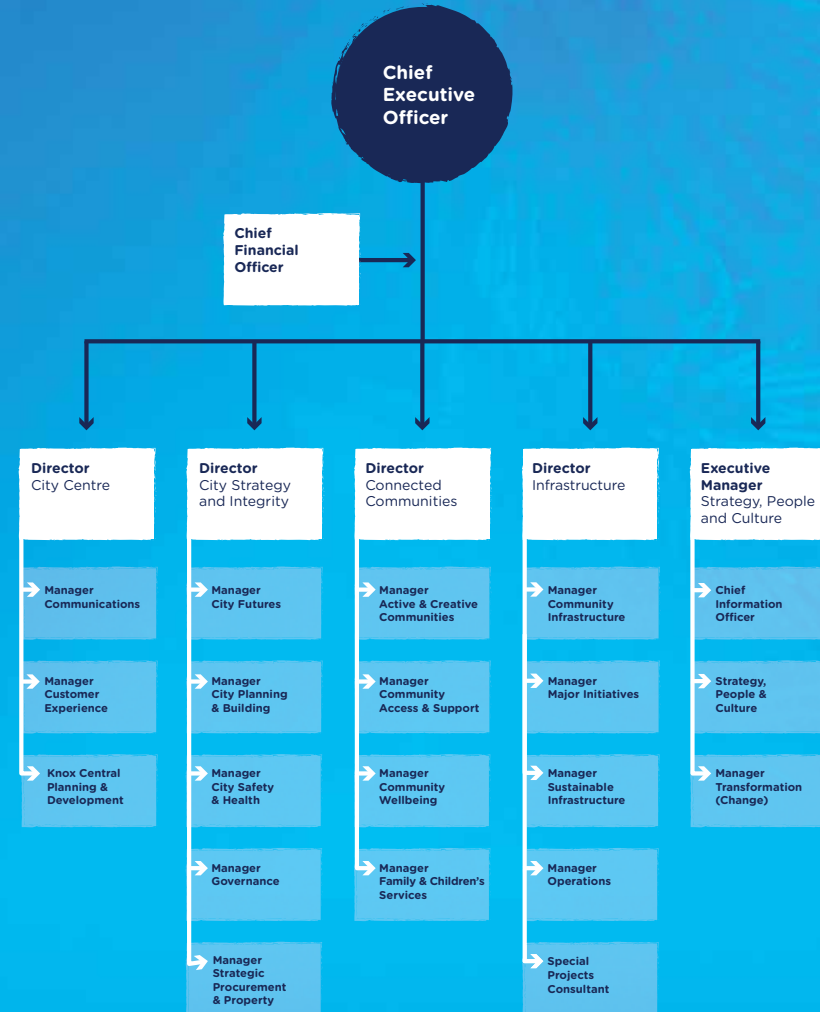 Chief
Executive
Officer
Chief
Financial
Officer
Director
City Centre
Manager
Communications
Manager
Customer
Experience
Knox Central
Planning &
Development
Director
City Strategy
and Integrity
Manager
City Futures
Manager
City Planning
& Building
Manager
City Safety
& Health
Manager
Governance
Manager
Strategic
Procurement
& Property
Director
Connected
Communities
Manager
Active & Creative
Communities
Manager
Community
Access & Support
Manager
Community
Wellbeing
Manager
Family & Children's
Services
Director
Infrastructure
Manager
Community
Infrastructure
Manager
Major Initiatives
Manager
Sustainable
Infrastructure
Manager
Operations
Special
Projects
Consultant
Executive
Manager
Strategy, People
and Culture
Chief
Information
Officer
Strategy,
People &
Culture
Manager
Transformation
(Change)